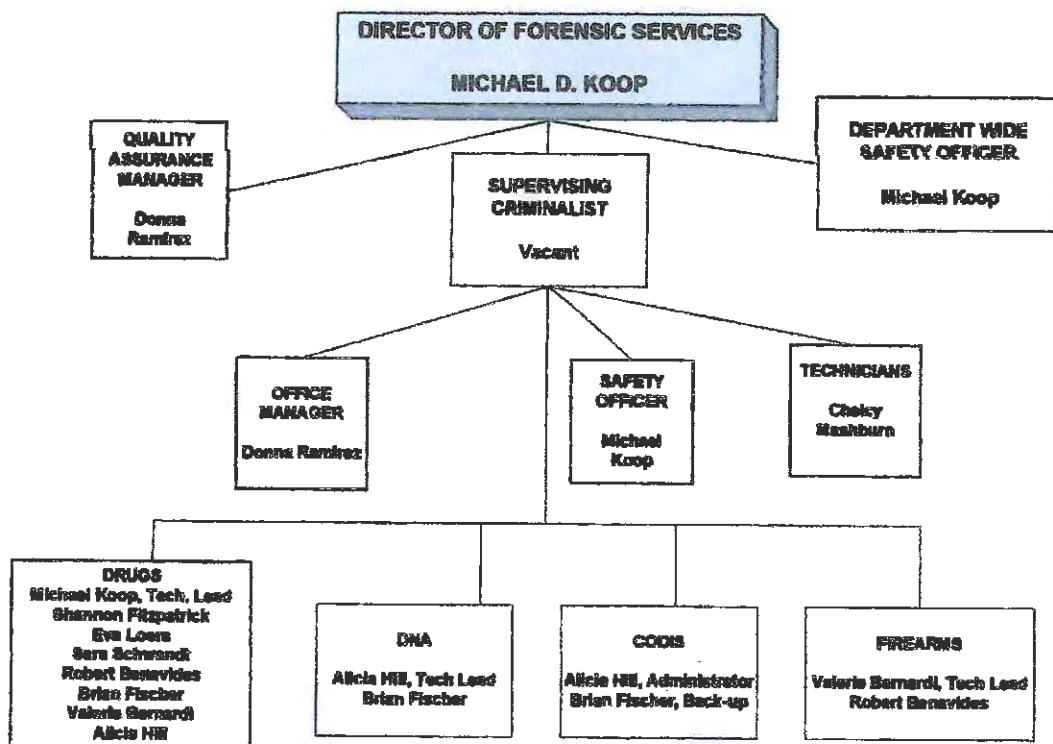 DIRECTOR OF FORENSIC SERVICES
MICHAEL D. KOOP
QUALITY
ASSURANCE
MANAGER
Donna
Ramirez
SUPERVISING
CRIMINALIST
Vacant
DEPARTMENT WIDE
SAFETY OFFICER
Michael Koop
OFFICE
MANAGER
Donna Ramirez
SAFETY
OFFICER
Michael
Koop
TECHNICIANS
Mashburn
DRUGS
Michael Koop, Tech. Lead
Shannon Fitzpatrick
Eva Loera
Sara Schwandt
Robert Benavides
Brian Fischer
Valerie Bernardi
Alicia Hill
DNA
Alicia Hill, Tech Lead
Brian Fischer
CODIS
Alicia Hill, Administrator
Brian Fischer, Back-up
FIREARMS
Valerie Bernardi, Tech Lead
Robert Benavides